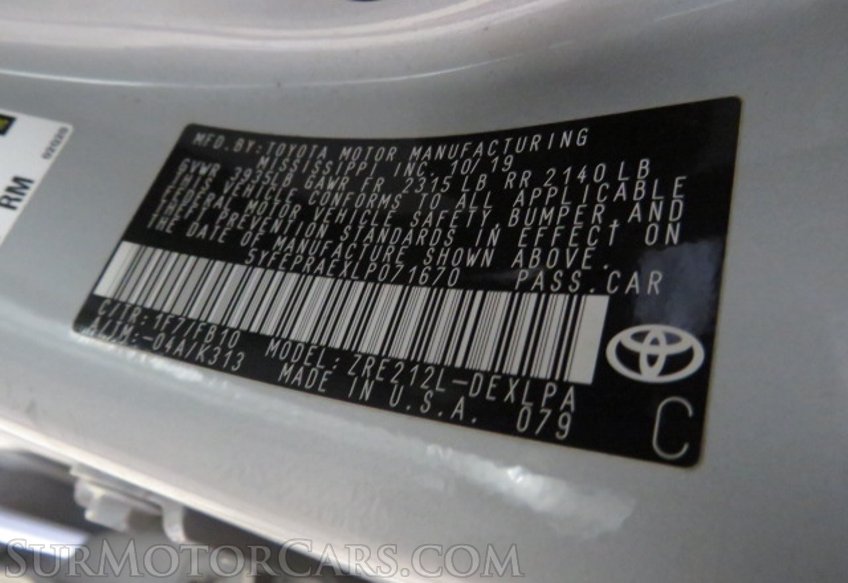 02020
RM
MFD. BY: TOYOTA MOTOR MANUFACTURING
MISSISSIPPI INC. 10/19
GVWR 3935LB GAWR FR 2315 LB RR 2140 LB
THIS VEHICLE CONFORMS TO ALL APPLICABLE
FEDERAL MOTOR VEHICLE SAFETY, BUMPER, AND
THEFT PREVENTION STANDARDS IN EFFECT ON
THE DATE OF MANUFACTURE SHOWN ABOVE.
5YFEPRAEXLP071670 PASS. CAR
C/TR: 1F7/FB10
A/TM: -04A/K313
MODEL: ZRE212L-DEXLPA
MADE IN U.S.A. 079
C
SurMotorCars.com